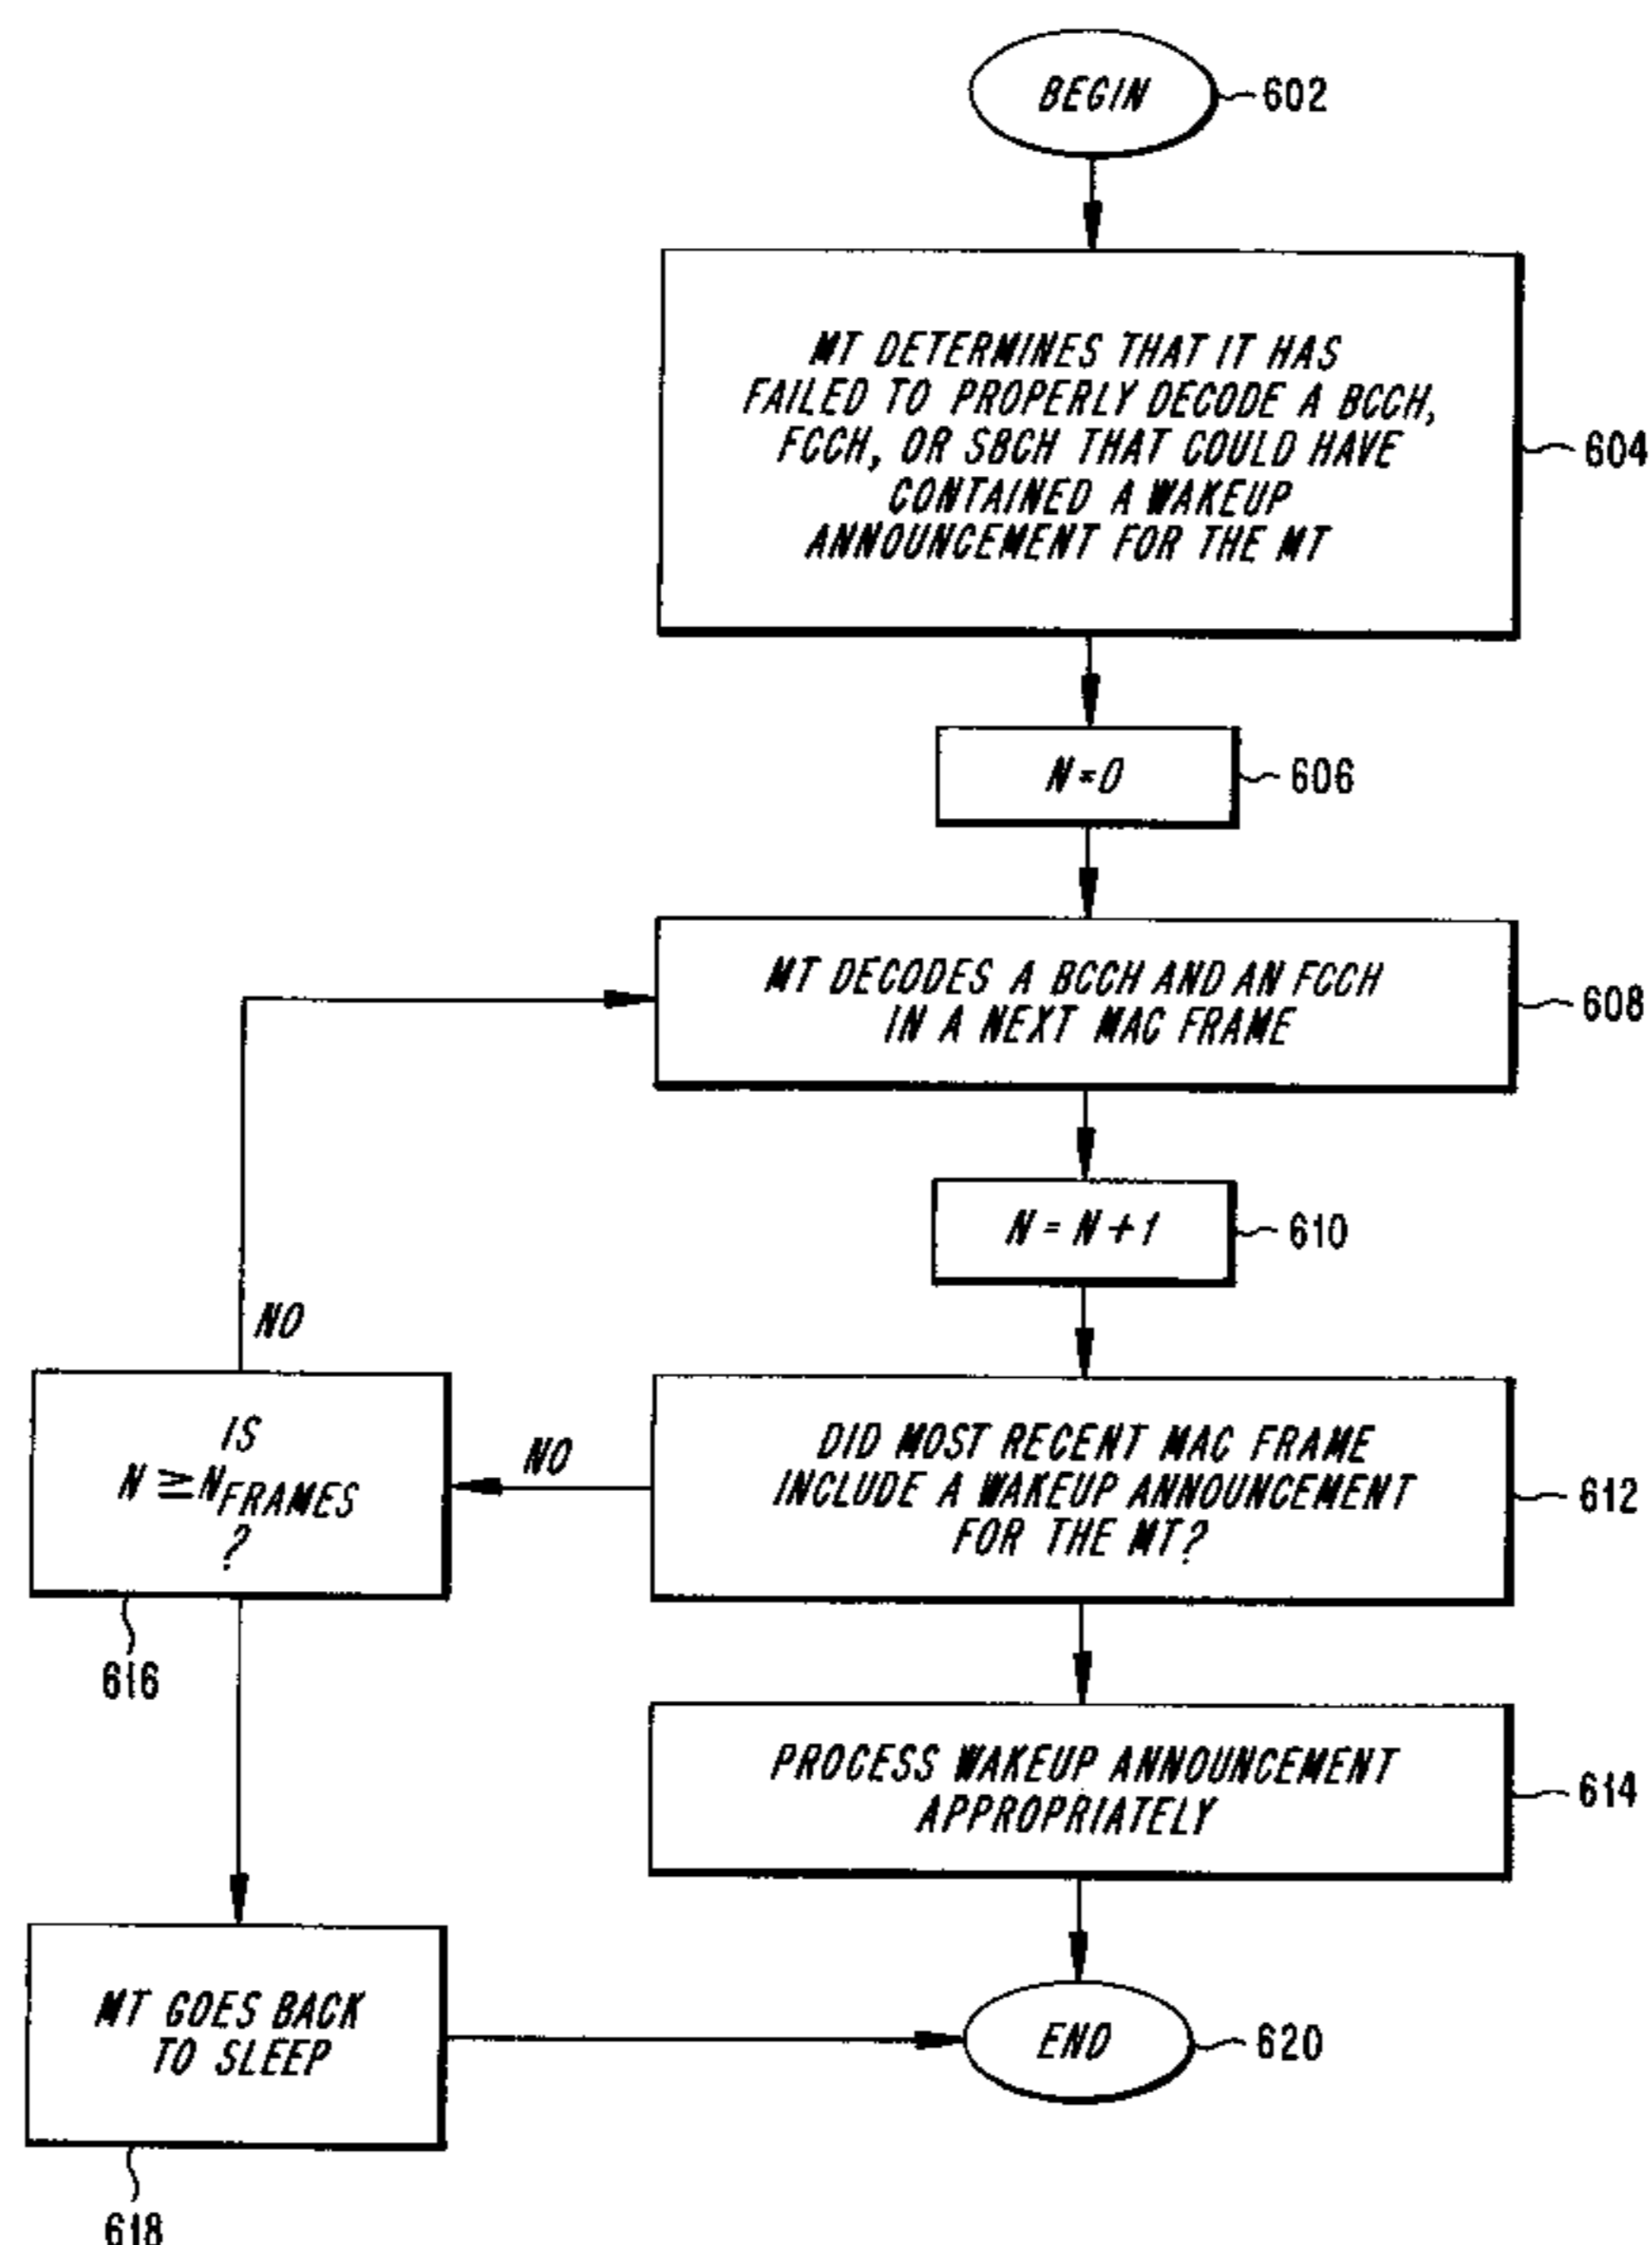 BEGIN
602
MT DETERMINES THAT IT HAS
FAILED TO PROPERLY DECODE A BCCH,
FCCH, OR SBCH THAT COULD HAVE
CONTAINED A WAKEUP
ANNOUNCEMENT FOR THE MT
604
N=0
606
MT DECODES A BCCH AND AN FCCH
IN A NEXT MAC FRAME
608
N = N + 1
610
NO
IS
N ≥ NFRAMES
?
616
NO
DID MOST RECENT MAC FRAME
INCLUDE A WAKEUP ANNOUNCEMENT
FOR THE MT?
612
PROCESS WAKEUP ANNOUNCEMENT
APPROPRIATELY
614
MT GOES BACK
TO SLEEP
618
END
620